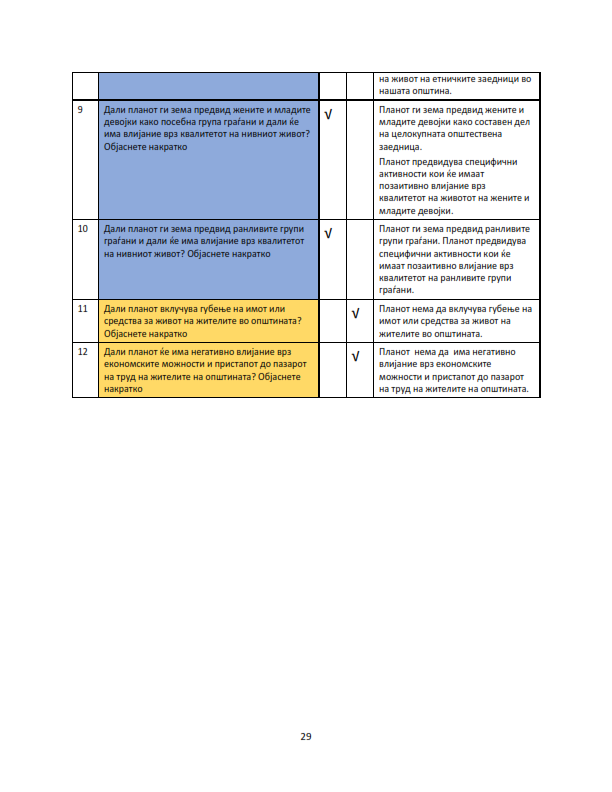 на живот на етничките заедници во
нашата општина.
9
Дали планот ги зема предвид жените и младите
девојки како посебна група граѓани и дали ќе
има влијание врз квалитетот на нивниот живот?
Објаснете накратко
√
Планот ги зема предвид жените и
младите девојки како составен дел
на целокупната општествена
заедница.
Планот предвидува специфични
активности кои ќе имаат
позаитивно влијание врз
квалитетот на животот на жените и
младите девојки.
10
Дали планот ги зема предвид ранливите групи
граѓани и дали ќе има влијание врз квалитетот
на нивниот живот? Објаснете накратко
√
Планот ги зема предвид ранливите
групи граѓани. Планот предвидува
специфични активности кои ќе
имаат позаитивно влијание врз
квалитетот на ранливите групи
граѓани.
11
Дали планот вклучува губење на имот или
средства за живот на жителите во општината?
Објаснете накратко
√
Планот нема да вклучува губење на
имот или средства за живот на
жителите во општината.
12
Дали планот ќе има негативно влијание врз
економските можности и пристапот до пазарот
на труд на жителите на општината? Објаснете
накратко
√
Планот нема да има негативно
влијание врз економските
можности и пристапот до пазарот
на труд на жителите на општината.
29